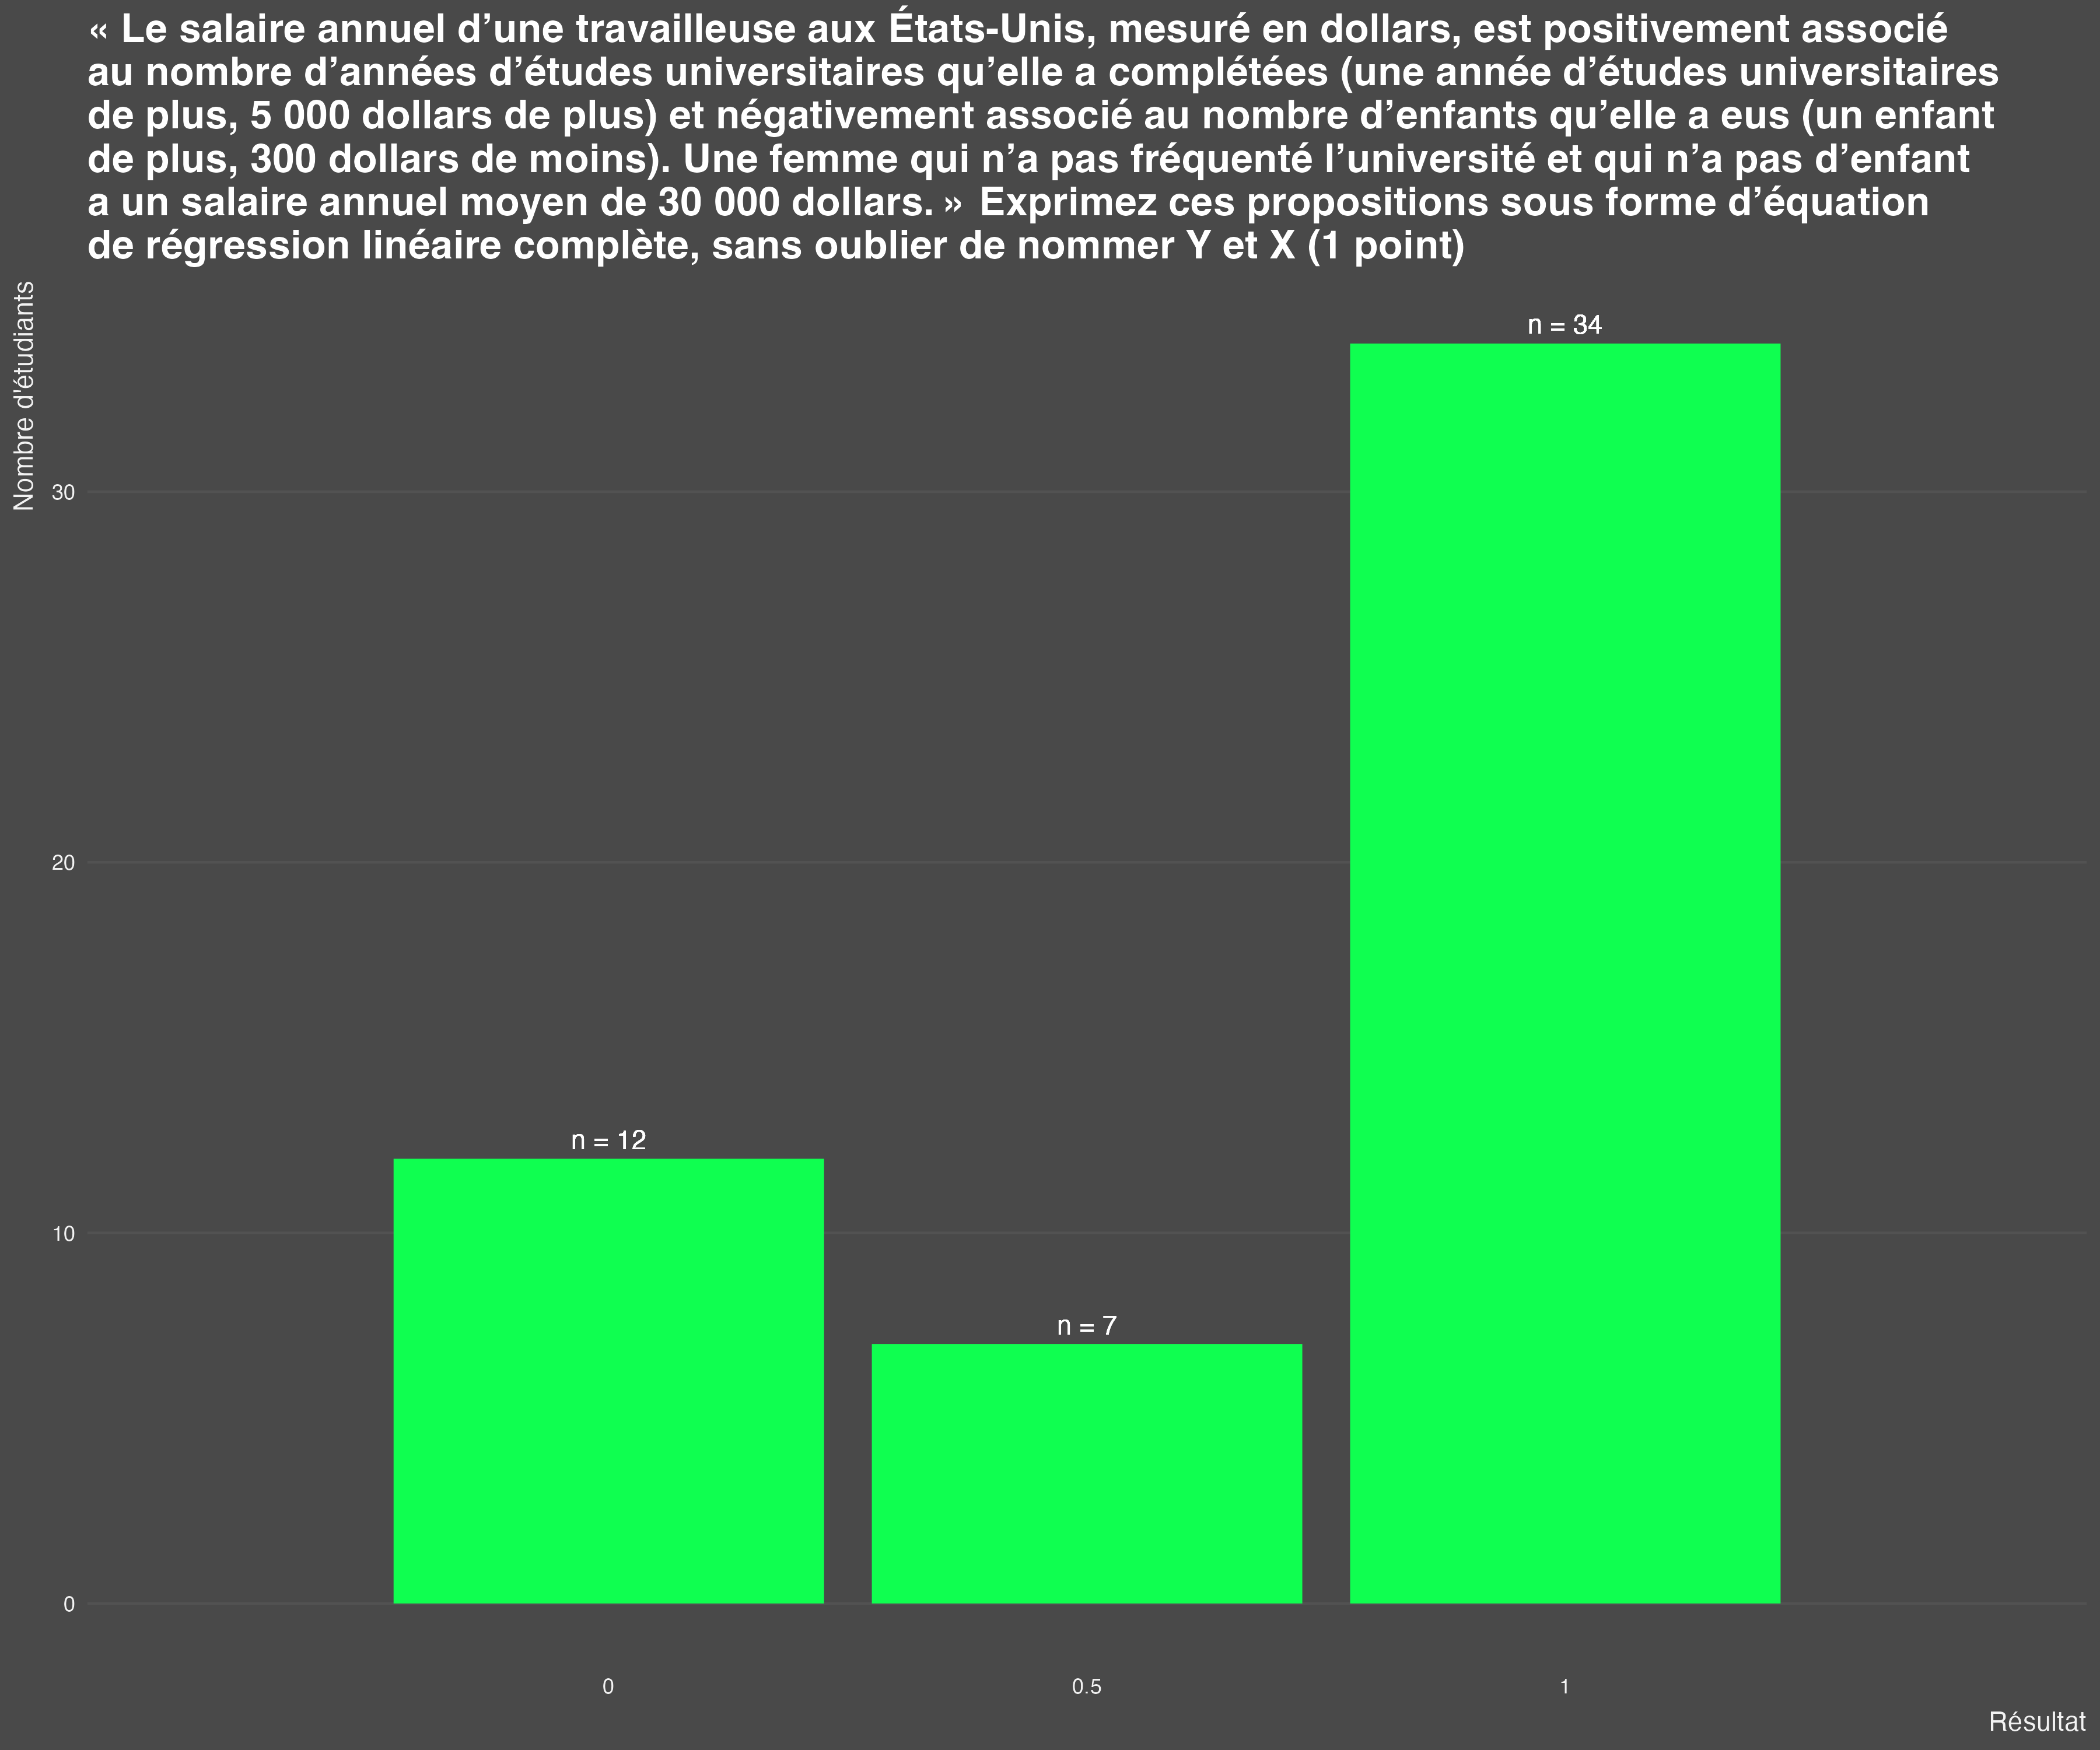 « Le salaire annuel d’une travailleuse aux États-Unis, mesuré en dollars, est positivement associé
au nombre d’années d’études universitaires qu’elle a complétées (une année d’études universitaires
de plus, 5 000 dollars de plus) et négativement associé au nombre d’enfants qu’elle a eus (un enfant
de plus, 300 dollars de moins). Une femme qui n’a pas fréquenté l’université et qui n’a pas d’enfant
a un salaire annuel moyen de 30 000 dollars. » Exprimez ces propositions sous forme d’équation
de régression linéaire complète, sans oublier de nommer Y et X (1 point)
Nombre d'étudiants
n = 34
30
20
n = 12
10
n = 7
0
0
0.5
1
Résultat